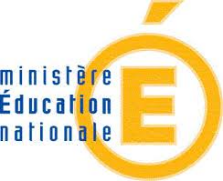 ministère
Éducation
nationale
É